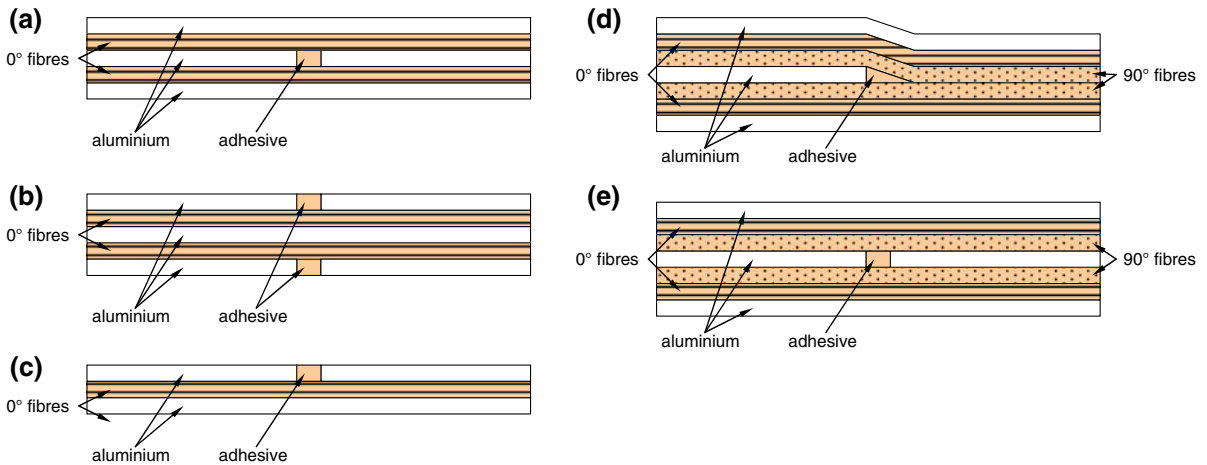 (a)
0° fibres
aluminium
adhesive
(b)
0° fibres
aluminium
adhesive
(c)
0° fibres
aluminium
adhesive
(d)
0° fibres
90° fibres
aluminium
adhesive
(e)
0° fibres
90° fibres
aluminium
adhesive